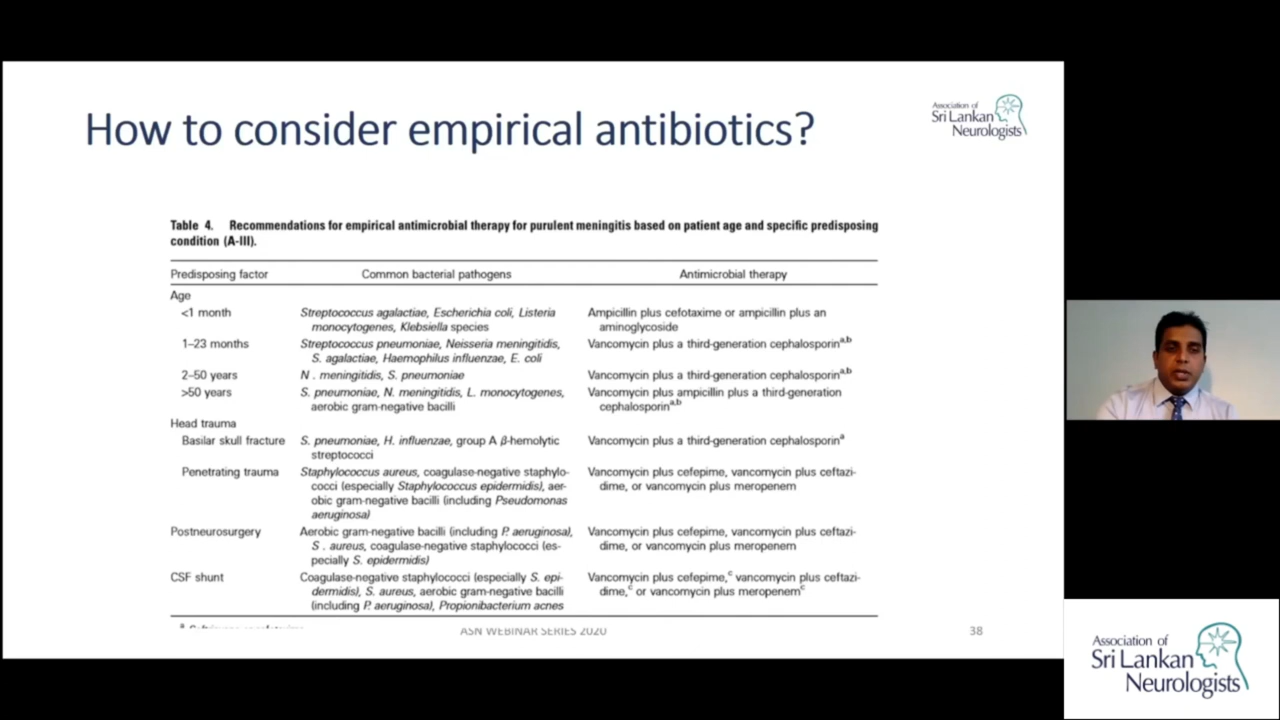 How to consider empirical antibiotics?
Association of
Sri Lankan
Neurologists
Table 4. Recommendations for empirical antimicrobial therapy for purulent meningitis based on patient age and specific predisposing
condition (A-III).
Predisposing factor Common bacterial pathogens Antimicrobial therapy
Age
<1 month Streptococcus agalactiae, Escherichia coli, Listeria Ampicillin plus cefotaxime or ampicillin plus an
monocytogenes, Klebsiella species aminoglycoside
1–23 months Streptococcus pneumoniae, Neisseria meningitidis, Vancomycin plus a third-generation cephalosporin^a,b
S. agalactiae, Haemophilus influenzae, E. coli
2–50 years N . meningitidis, S. pneumoniae Vancomycin plus a third-generation cephalosporin^a,b
>50 years S. pneumoniae, N. meningitidis, L. monocytogenes, Vancomycin plus ampicillin plus a third-generation
aerobic gram-negative bacilli cephalosporin^a,b
Head trauma
Basilar skull fracture S. pneumoniae, H. influenzae, group A β-hemolytic Vancomycin plus a third-generation cephalosporin^a
streptococci
Penetrating trauma Staphylococcus aureus, coagulase-negative staphylo- Vancomycin plus cefepime, vancomycin plus ceftazi-
cocci (especially Staphylococcus epidermidis), aer- dime, or vancomycin plus meropenem
obic gram-negative bacilli (including Pseudomonas
aeruginosa)
Postneurosurgery Aerobic gram-negative bacilli (including P. aeruginosa), Vancomycin plus cefepime, vancomycin plus ceftazi-
S . aureus, coagulase-negative staphylococci (es- dime, or vancomycin plus meropenem
pecially S. epidermidis)
CSF shunt Coagulase-negative staphylococci (especially S. epi- Vancomycin plus cefepime,^c vancomycin plus ceftazi-
dermidis), S. aureus, aerobic gram-negative bacilli dime,^c or vancomycin plus meropenem^c
(including P. aeruginosa), Propionibacterium acnes
ASN WEBINAR SERIES 2020 38
Association of
Sri Lankan
Neurologists